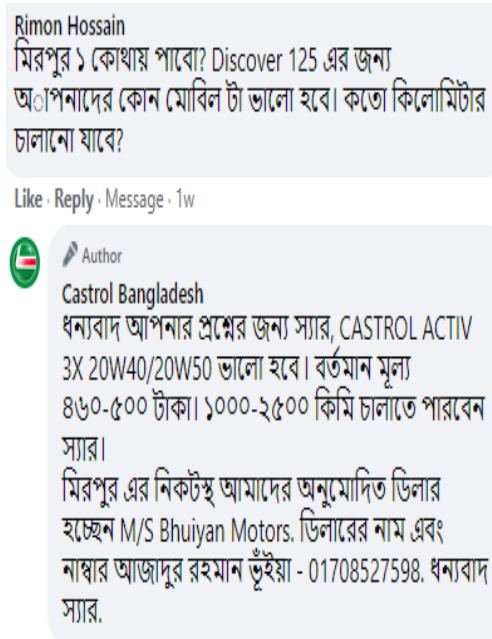 Rimon Hossain
মিরপুর ১ কোথায় পাবো? Discover 125 এর জন্য
অাপনাদের কোন মোবিল টা ভালো হবে। কতো কিলোমিটার
চালানো যাবে?
Like · Reply · Message · 1w
Author
Castrol Bangladesh
ধন্যবাদ আপনার প্রশ্নের জন্য স্যার, CASTROL ACTIV
3X 20W40/20W50 ভালো হবে। বর্তমান মূল্য
৪৬০-৫০০ টাকা। ১০০০-২৫০০ কিমি চালাতে পারবেন
স্যার।
মিরপুর এর নিকটস্থ আমাদের অনুমোদিত ডিলার
হচ্ছেন M/S Bhuiyan Motors. ডিলারের নাম এবং
নাম্বার আজাদুর রহমান ভূঁইয়া - 01708527598. ধন্যবাদ
স্যার.